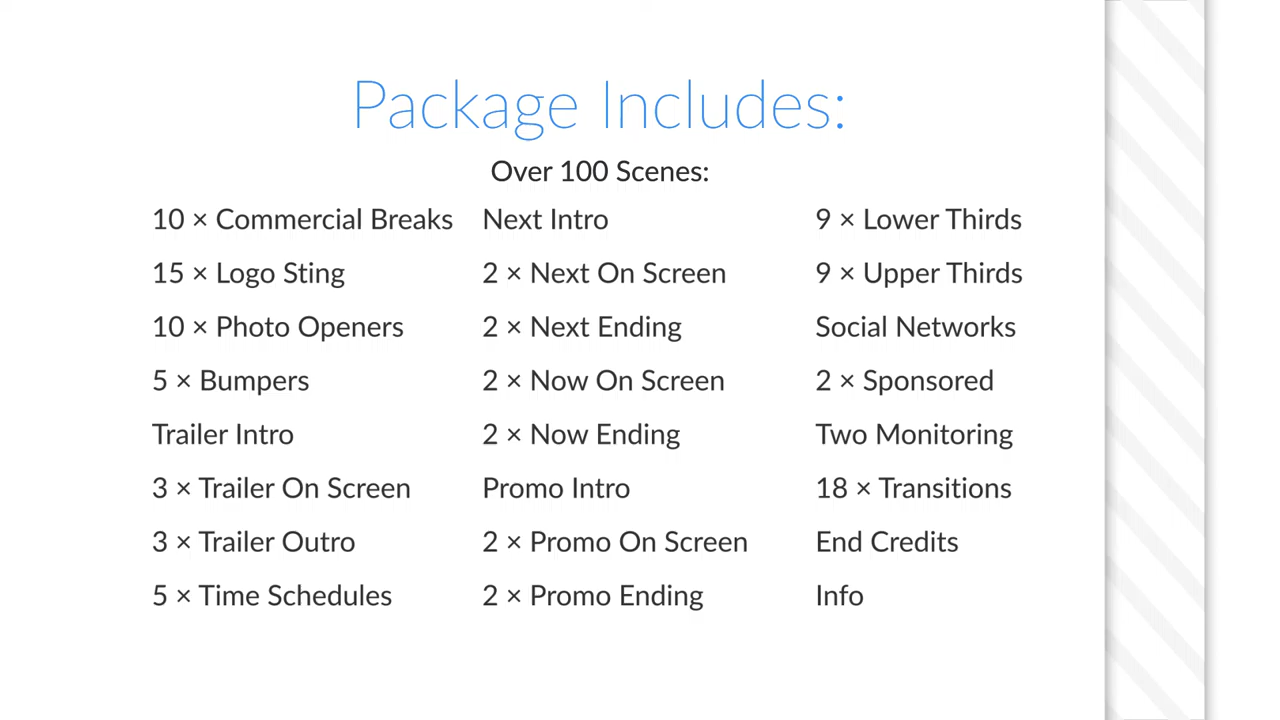 Package Includes:
Over 100 Scenes:
10 × Commercial Breaks
15 × Logo Sting
10 × Photo Openers
5 × Bumpers
Trailer Intro
3 × Trailer On Screen
3 × Trailer Outro
5 × Time Schedules
Next Intro
2 × Next On Screen
2 × Next Ending
2 × Now On Screen
2 × Now Ending
Promo Intro
2 × Promo On Screen
2 × Promo Ending
9 × Lower Thirds
9 × Upper Thirds
Social Networks
2 × Sponsored
Two Monitoring
18 × Transitions
End Credits
Info